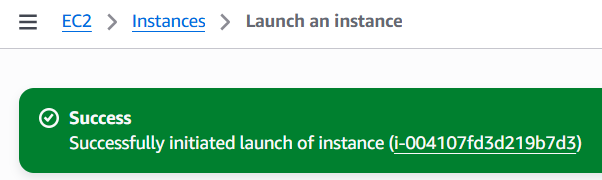 EC2 > Instances > Launch an instance
Success
Successfully initiated launch of instance (i-004107fd3d219b7d3)